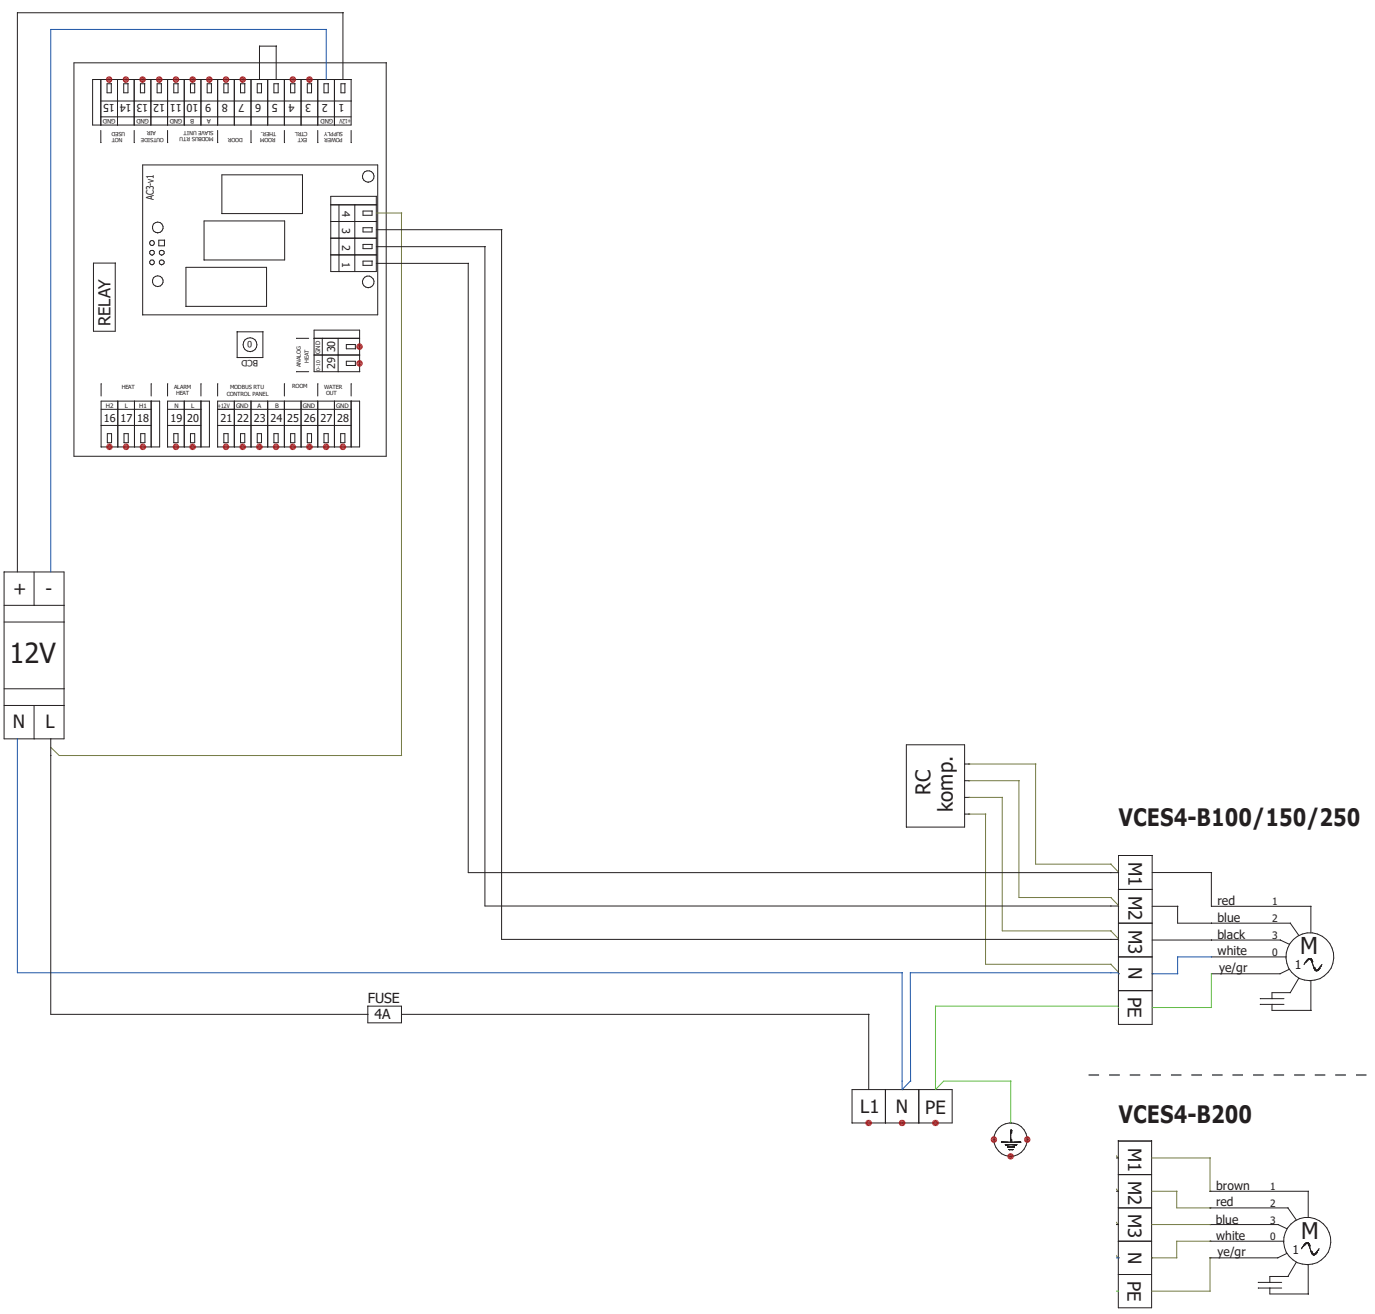 15 14 13 12 11 10 9 8 7 6 5 4 3 2 1
GND GND GND B A GND +12V
NOT USED
OUTSIDE AIR
MODBUS RTU SLAVE UNIT
DOOR
ROOM THER.
EXT CTRL
POWER SUPPLY
AC3-v1
4
3
2
1
RELAY
0
BCD
ANALOG HEAT
GND 30
0-10 29
HEAT
ALARM HEAT
MODBUS RTU CONTROL PANEL
ROOM
WATER OUT
H2 L H1 N L +12V GND A B GND GND
16 17 18 19 20 21 22 23 24 25 26 27 28
+ -
12V
N L
RC komp.
VCES4-B100/150/250
M1
M2
M3
N
PE
red 1
blue 2
black 3
white 0
ye/gr
M
1
FUSE
4A
L1 N PE
VCES4-B200
M1
M2
M3
N
PE
brown 1
red 2
blue 3
white 0
ye/gr
M
1